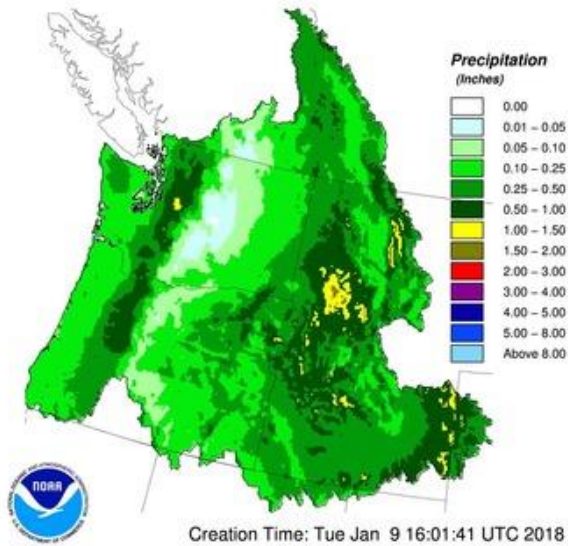 Precipitation
(Inches)
0.00
0.01 – 0.05
0.05 – 0.10
0.10 – 0.25
0.25 – 0.50
0.50 – 1.00
1.00 – 1.50
1.50 – 2.00
2.00 – 3.00
3.00 – 4.00
4.00 – 5.00
5.00 – 8.00
Above 8.00
NOAA
Creation Time: Tue Jan 9 16:01:41 UTC 2018